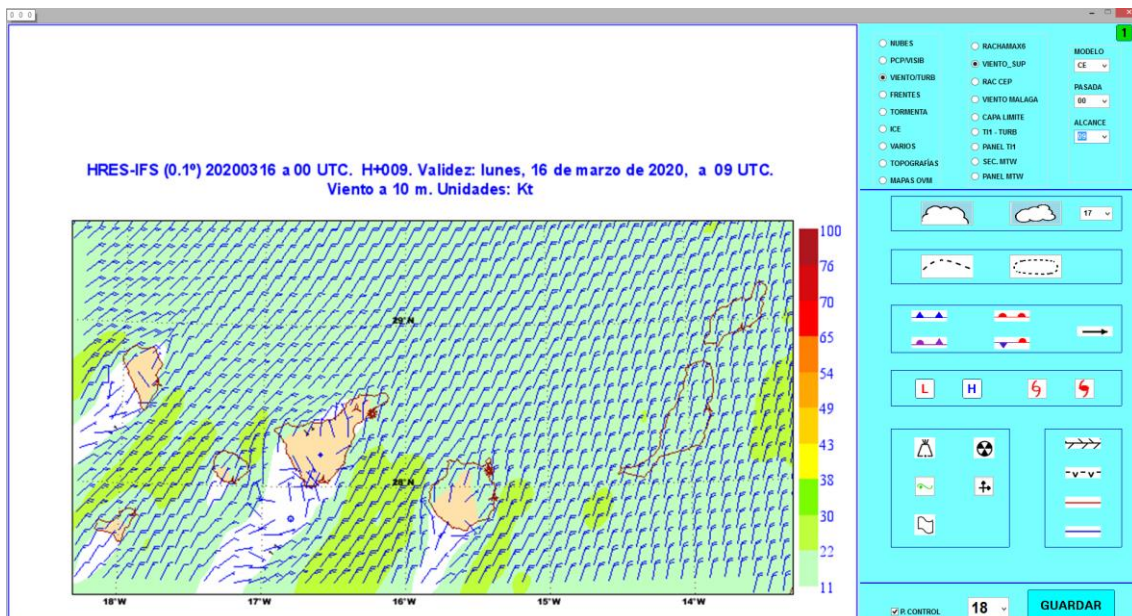 0 0 0
1
NUBES
PCP/VISIB
VIENTO/TURB
FRENTES
TORMENTA
ICE
VARIOS
TOPOGRAFÍAS
MAPAS OVM
RACHAMAX6
VIENTO_SUP
RAC CEP
VIENTO MALAGA
CAPA LIMITE
TI1 - TURB
PANEL TI1
SEC. MTW
PANEL MTW
MODELO
CE
PASADA
00
ALCANCE
09
HRES-IFS (0.1º) 20200316 a 00 UTC. H+009. Validez: lunes, 16 de marzo de 2020, a 09 UTC.
Viento a 10 m. Unidades: Kt
100
76
70
65
54
49
43
38
30
22
11
29°N
28°N
18°W
17°W
16°W
15°W
14°W
17
L
H
P. CONTROL
18
GUARDAR